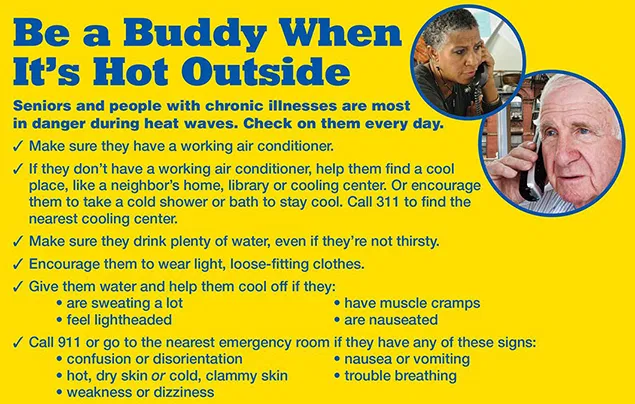 Be a Buddy When
It's Hot Outside
Seniors and people with chronic illnesses are most
in danger during heat waves. Check on them every day.
✓ Make sure they have a working air conditioner.
✓ If they don't have a working air conditioner, help them find a cool
place, like a neighbor's home, library or cooling center. Or encourage
them to take a cold shower or bath to stay cool. Call 311 to find the
nearest cooling center.
✓ Make sure they drink plenty of water, even if they're not thirsty.
✓ Encourage them to wear light, loose-fitting clothes.
✓ Give them water and help them cool off if they:
• are sweating a lot
• feel lightheaded
• have muscle cramps
• are nauseated
✓ Call 911 or go to the nearest emergency room if they have any of these signs:
• confusion or disorientation
• hot, dry skin or cold, clammy skin
• weakness or dizziness
• nausea or vomiting
• trouble breathing